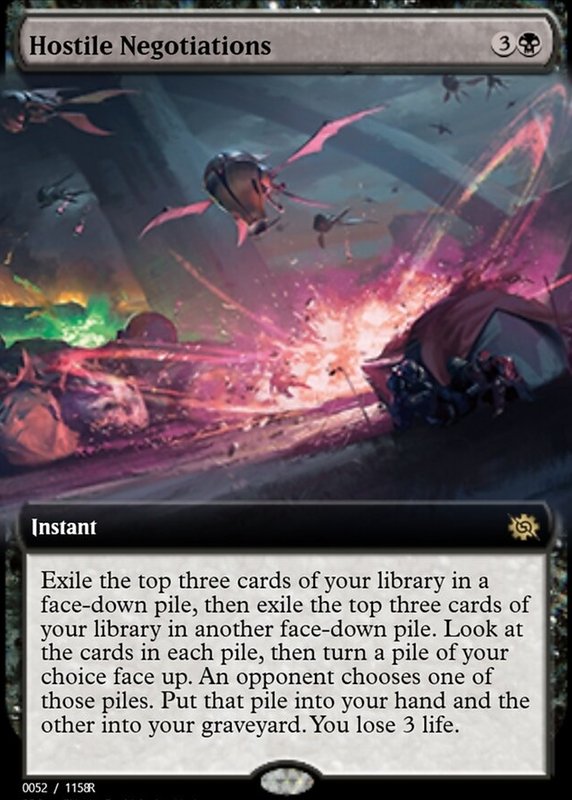 Hostile Negotiations 3
Instant
Exile the top three cards of your library in a
face-down pile, then exile the top three cards of
your library in another face-down pile. Look at
the cards in each pile, then turn a pile of your
choice face up. An opponent chooses one of
those piles. Put that pile into your hand and the
other into your graveyard. You lose 3 life.
0052 / 1158R